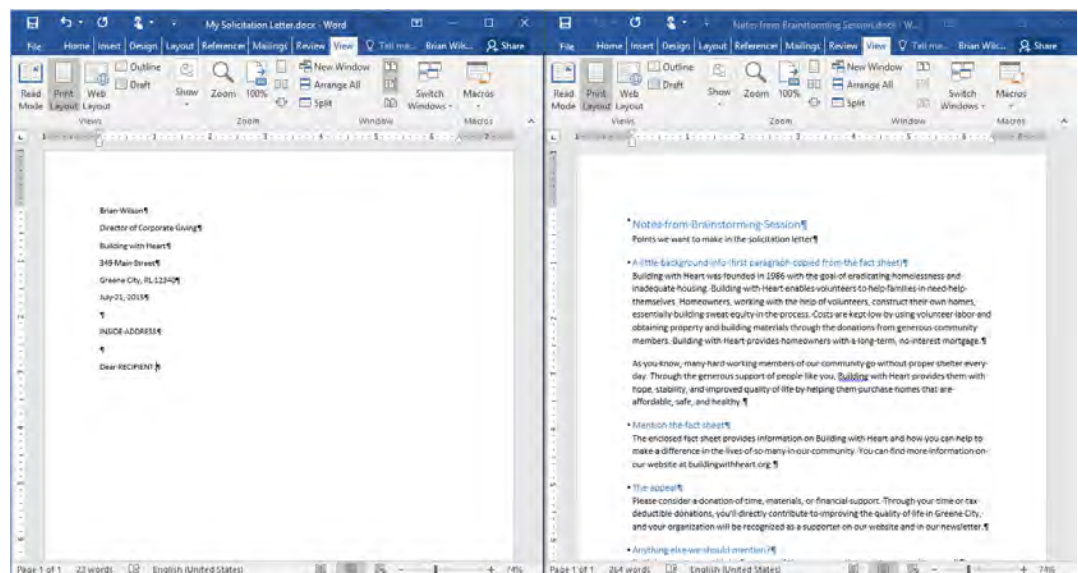 My Solicitation Letter.docx - Word
File Home Insert Design Layout References Mailings Review View Tell me... Brian Wils... Share
Read Mode
Print Layout
Web Layout
Outline
Draft
Show
Zoom
100%
New Window
Arrange All
Split
Switch Windows
Macros
Views Zoom Window Macros
Brian Wilson¶
Director of Corporate Giving¶
Building with Heart¶
349 Main Street¶
Greene City,
July 21, 2015¶
¶
INSIDE ADDRESS¶
¶
Dear RECIPIENT:¶
Page 1 of 1 23 words English (United States) 74%
Notes from Brainstorming Session.docx - W...
File Home Insert Design Layout References Mailings Review View Tell me... Brian Wils... Share
Read Mode
Print Layout
Web Layout
Outline
Draft
Show
Zoom
100%
New Window
Arrange All
Split
Switch Windows
Macros
Views Zoom Window Macros
Notes from Brainstorming Session¶
Points we want to make in the solicitation letter¶
A little background info (first paragraph copied from the fact sheet)¶
Building with Heart was founded in 1986 with the goal of eradicating homelessness and
inadequate housing. Building with Heart enables volunteers to help families in need help
themselves. Homeowners, working with the help of volunteers, construct their own homes,
essentially building sweat equity in the process. Costs are kept low by using volunteer labor and
obtaining property and building materials through the donations from generous community
members. Building with Heart provides homeowners with a long-term, no-interest mortgage.¶
As you know, many hard working members of our community go without proper shelter every
day. Through the generous support of people like you, Building with Heart provides them with
hope, stability, and improved quality of life by helping them purchase homes that are
affordable, safe, and healthy.¶
Mention the fact sheet¶
The enclosed fact sheet provides information on Building with Heart and how you can help to
make a difference in the lives of so many in our community. You can find more information on
our website at buildingwithheart.org.¶
The appeal¶
Please consider a donation of time, materials, or financial support. Through your time or tax
deductible donations, you'll directly contribute to improving the quality of life in Greene City,
and your organization will be recognized as a supporter on our website and in our newsletter.¶
Anything else we should mention?¶
Page 1 of 1 264 words English (United States) 74%